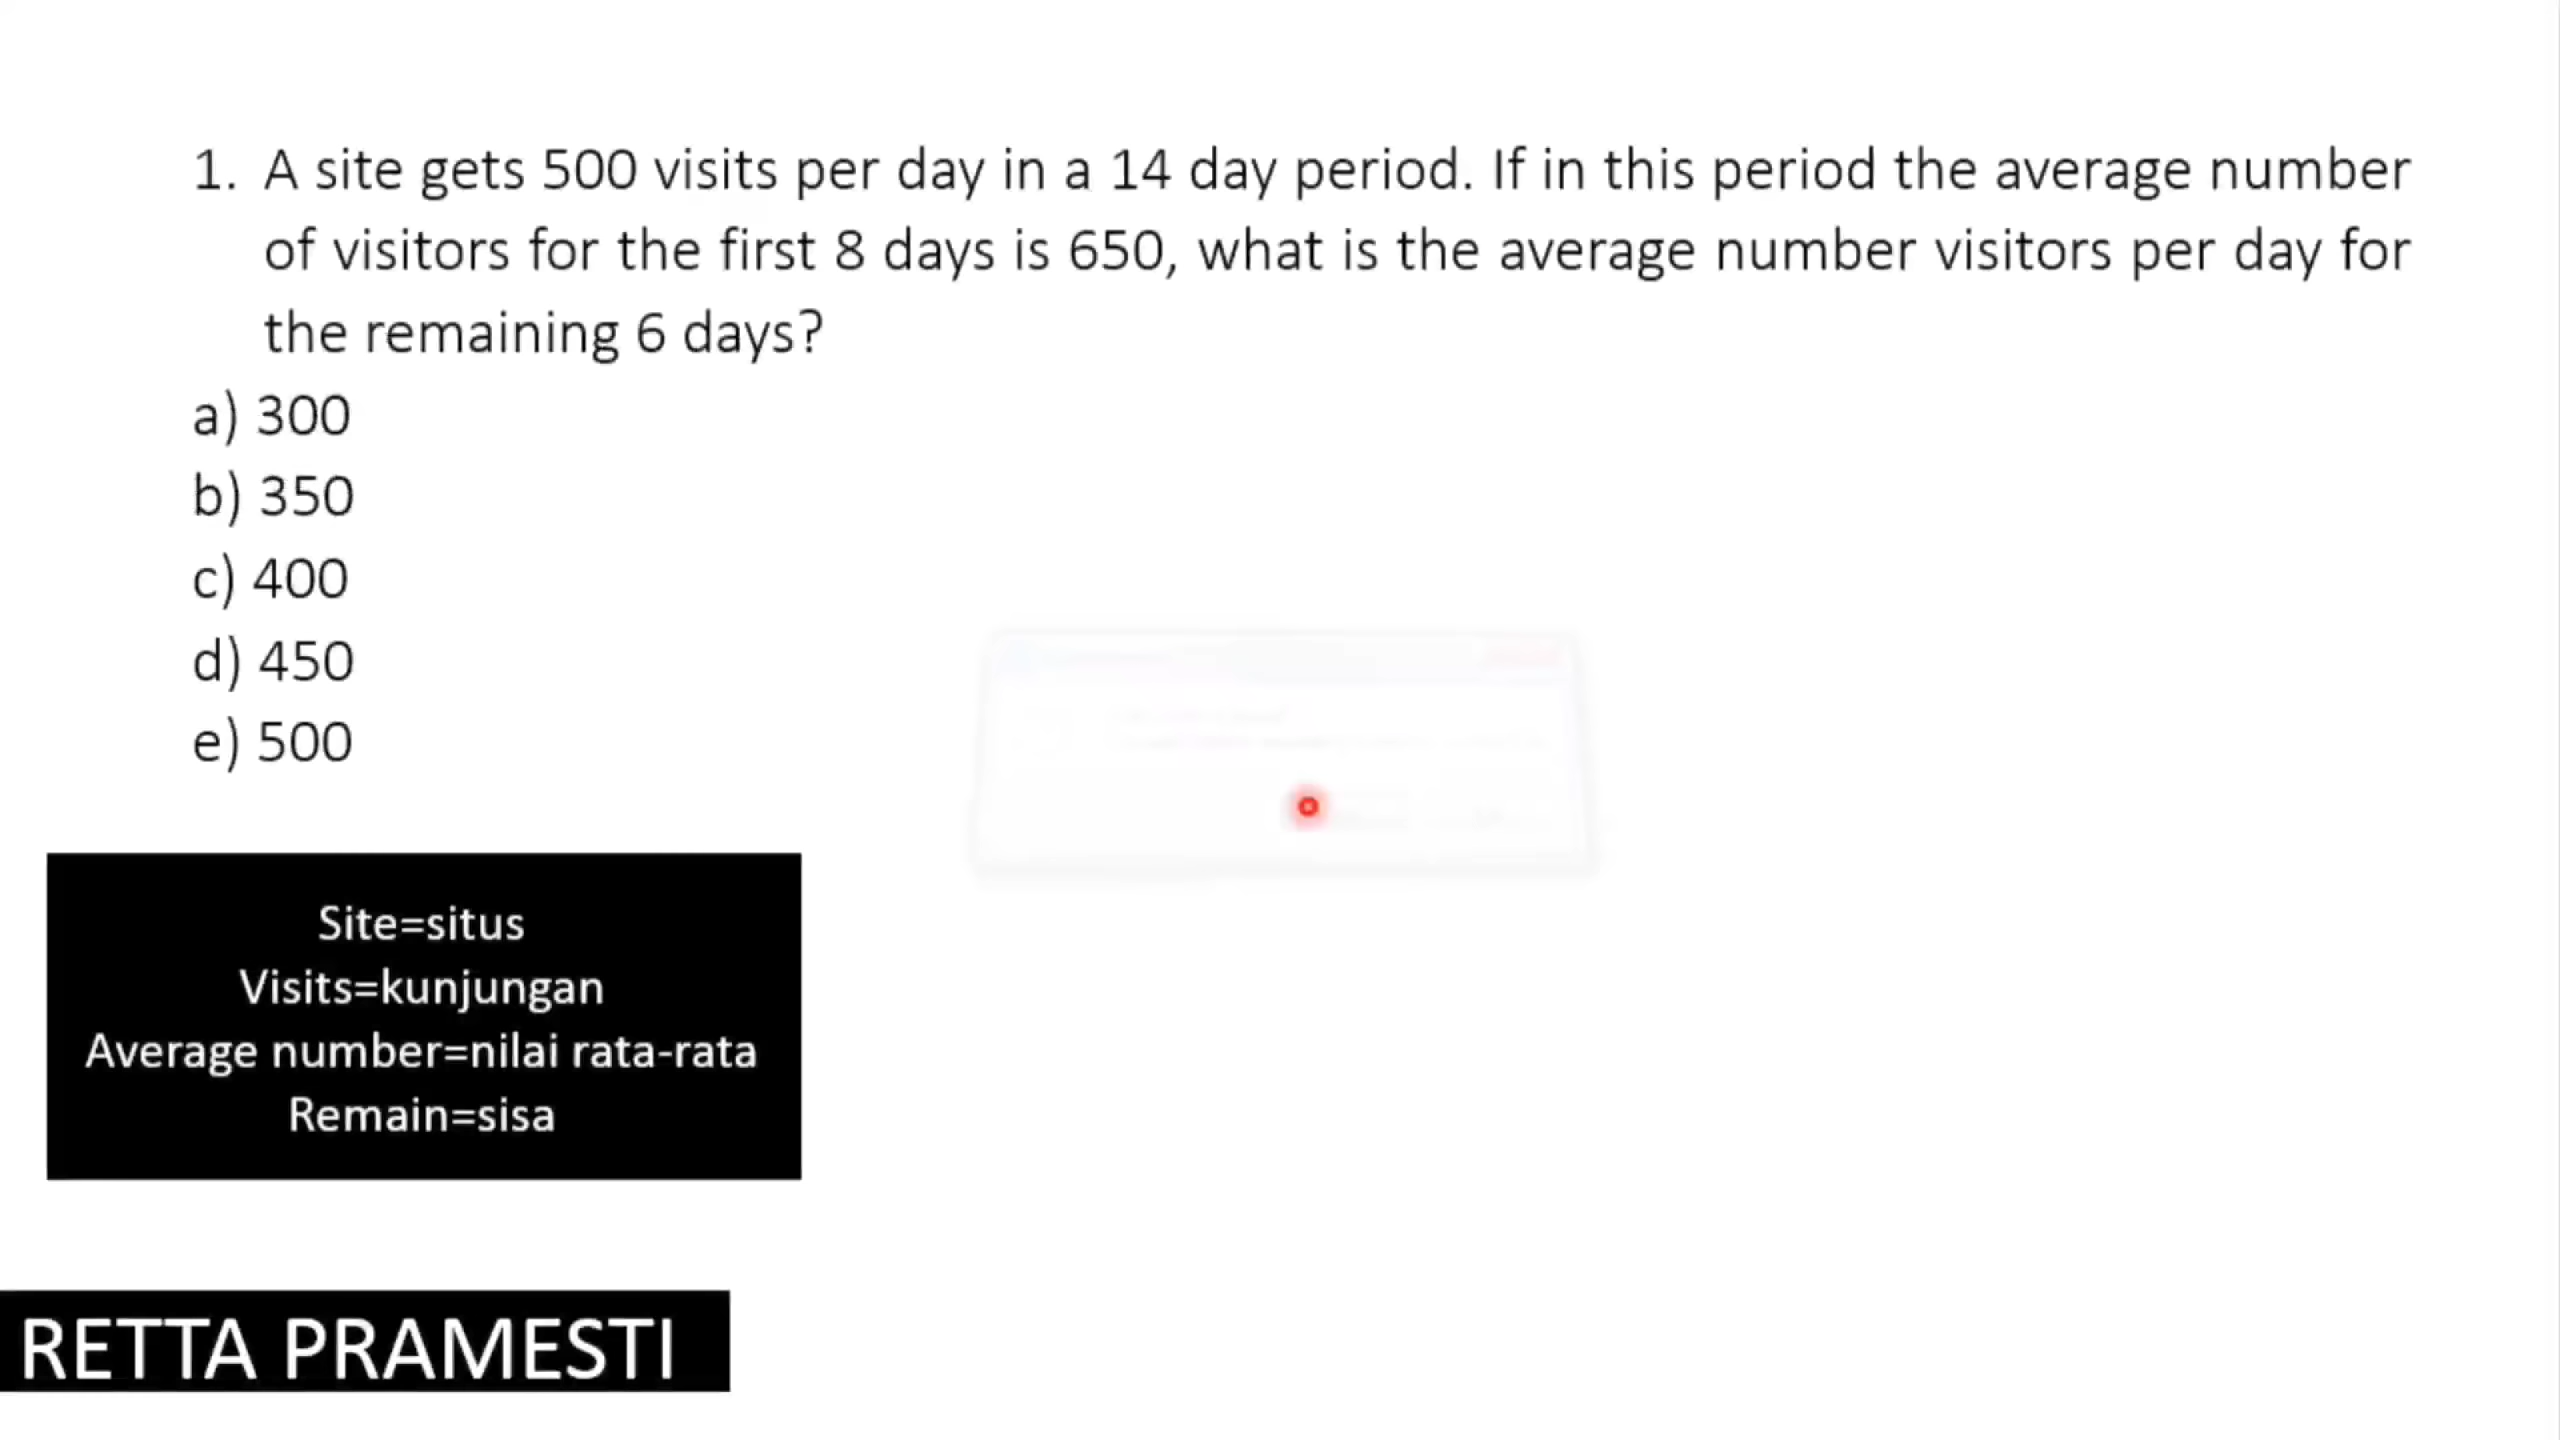 1. A site gets 500 visits per day in a 14 day period. If in this period the average number
of visitors for the first 8 days is 650, what is the average number visitors per day for
the remaining 6 days?
a) 300
b) 350
c) 400
d) 450
e) 500
Site=situs
Visits=kunjungan
Average number=nilai rata-rata
Remain=sisa
RETTA PRAMESTI